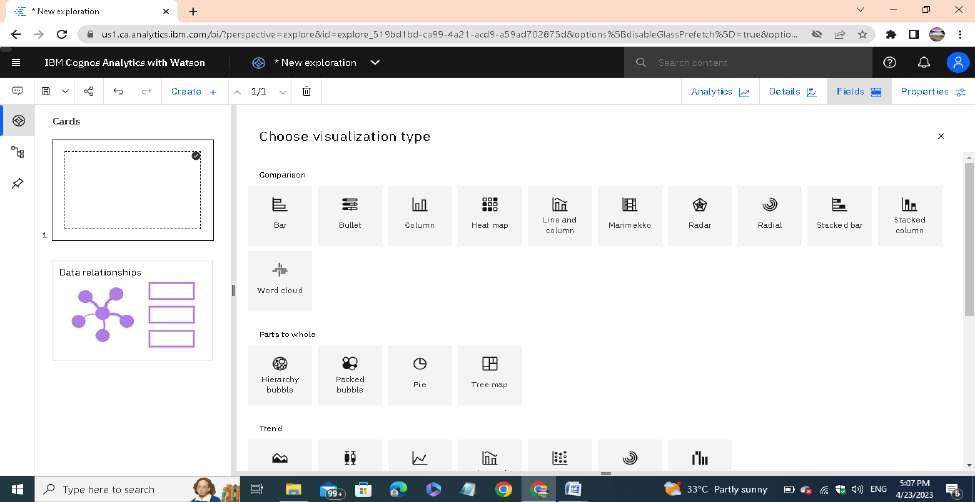 * New exploration
us1.ca.analytics.ibm.com/bi/?perspective=explore&id=explore_519bd1bd-ca99-4a21-acd9-a59ad702875d&options%5BdisableGlassPrefetch%5D=true&optio...
IBM Cognos Analytics with Watson
* New exploration
Search content
Create +
1/1
Analytics
Details
Fields
Properties
Cards
1
Data relationships
Choose visualization type
Comparison
Bar
Bullet
Column
Heat map
Line and
column
Marimekko
Radar
Radial
Stacked bar
Stacked
column
Word cloud
Parts to whole
Hierarchy
bubble
Packed
bubble
Pie
Tree map
Trend
Type here to search
99+
33°C Partly sunny
ENG
5:07 PM
4/23/2023
6